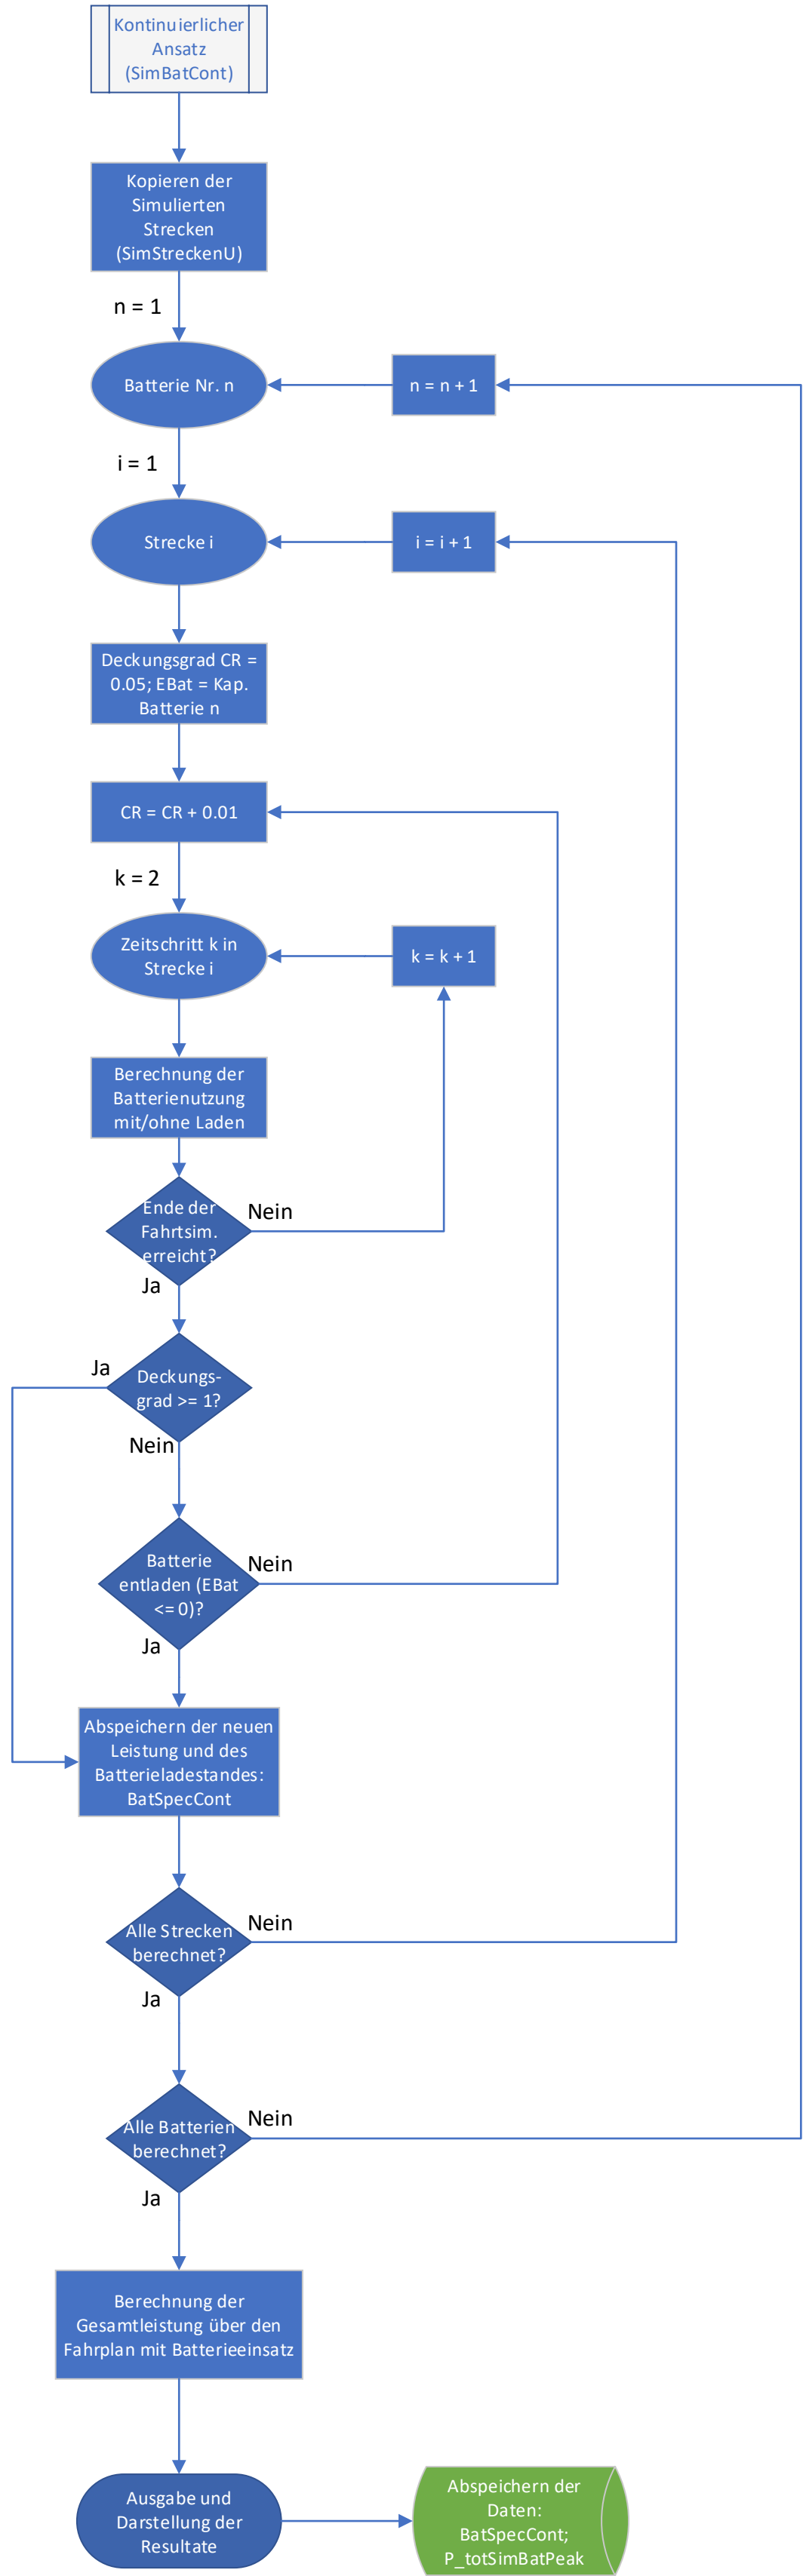 Kontinuierlicher
Ansatz
(SimBatCont)
Kopieren der
Simulierten
Strecken
(SimStreckenU)
n = 1
Batterie Nr. n
n = n + 1
i = 1
Strecke i
i = i + 1
Deckungsgrad CR =
0.05; EBat = Kap.
Batterie n
CR = CR + 0.01
k = 2
Zeitschritt k in
Strecke i
k = k + 1
Berechnung der
Batterienutzung
mit/ohne Laden
Ende der
Fahrtsim.
erreicht?
Nein
Ja
Deckungs-
grad >= 1?
Ja
Nein
Batterie
entladen (EBat
<= 0)?
Nein
Ja
Abspeichern der neuen
Leistung und des
Batterieladestandes:
BatSpecCont
Alle Strecken
berechnet?
Nein
Ja
Alle Batterien
berechnet?
Nein
Ja
Berechnung der
Gesamtleistung über den
Fahrplan mit Batterieeinsatz
Ausgabe und
Darstellung der
Resultate
Abspeichern der
Daten:
BatSpecCont;
P_totSimBatPeak